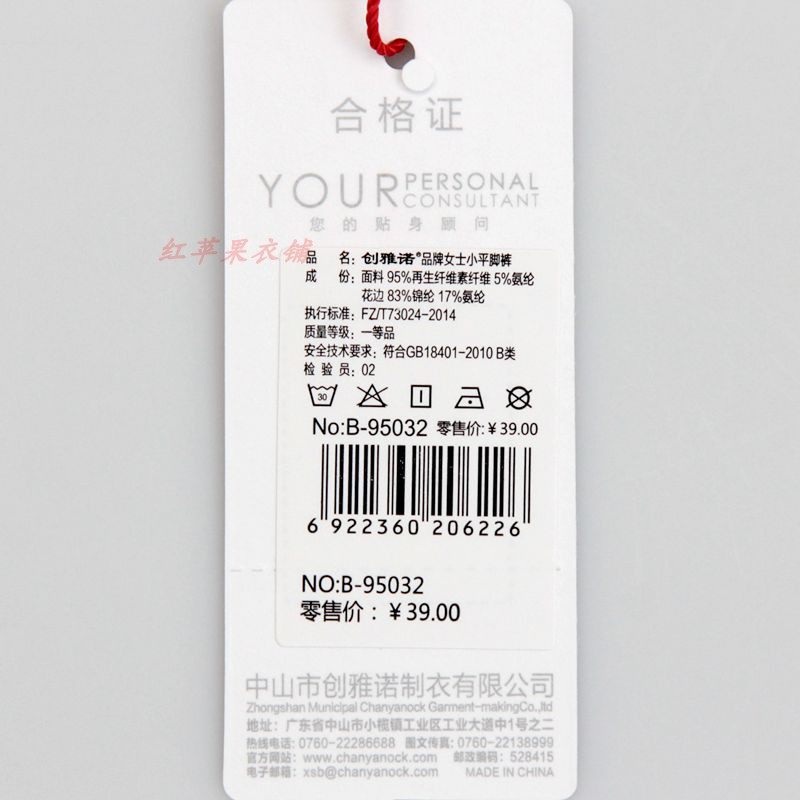 合格证
YOUR PERSONAL
CONSULTANT
您的贴身顾问
红苹果衣铺
品 名：创雅诺®品牌女士小平脚裤
成 份：面料 95%再生纤维素纤维 5%氨纶
花边 83%锦纶 17%氨纶
执行标准：FZ/T73024-2014
质量等级：一等品
安全技术要求：符合GB18401-2010 B类
检 验 员：02
30
No:B-95032 零售价:￥39.00
6 922360 206226
NO:B-95032
零售价：￥39.00
中山市创雅诺制衣有限公司
Zhongshan Municipal Chanyanock Garment-makingCo.,ltd
地址：广东省中山市小榄镇工业区工业大道中1号之二
热线电话：0760-22286688 图文传真：0760-22138999
官方网站：www.chanyanock.com 邮政编码：528415
电子邮箱：xsb@chanyanock.com MADE IN CHINA